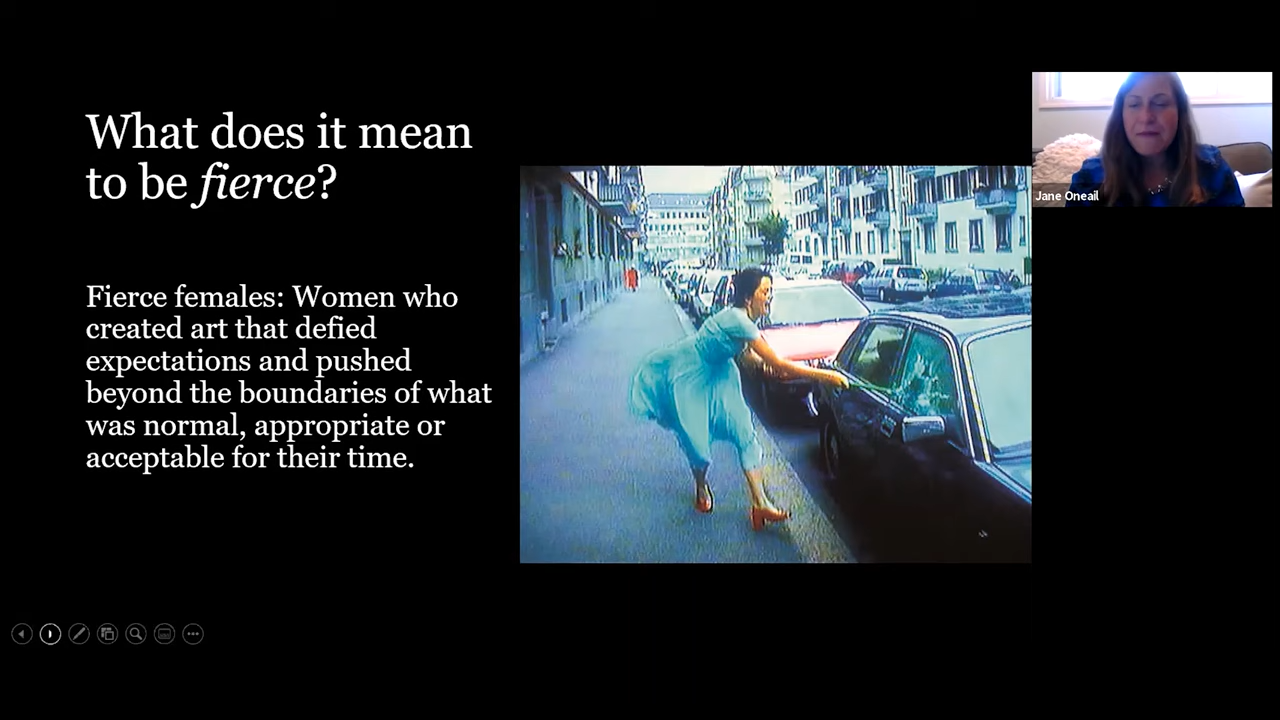 What does it mean
to be fierce?
Fierce females: Women who
created art that defied
expectations and pushed
beyond the boundaries of what
was normal, appropriate or
acceptable for their time.
Jane Oneail